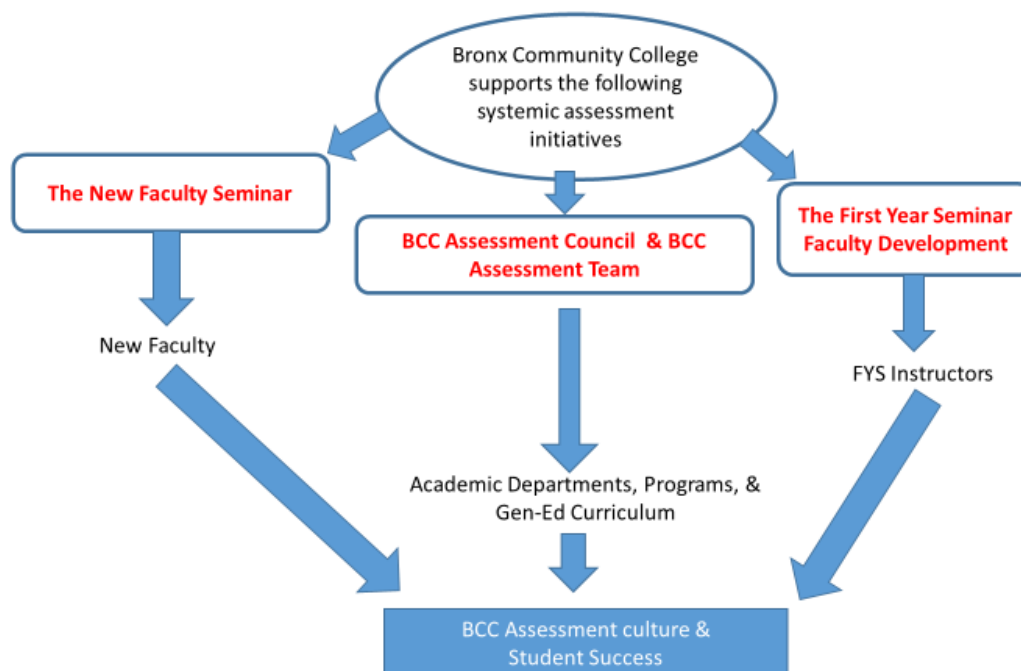 Bronx Community College
supports the following
systemic assessment
initiatives
The New Faculty Seminar
BCC Assessment Council & BCC
Assessment Team
The First Year Seminar
Faculty Development
New Faculty
FYS Instructors
Academic Departments, Programs, &
Gen-Ed Curriculum
BCC Assessment culture &
Student Success